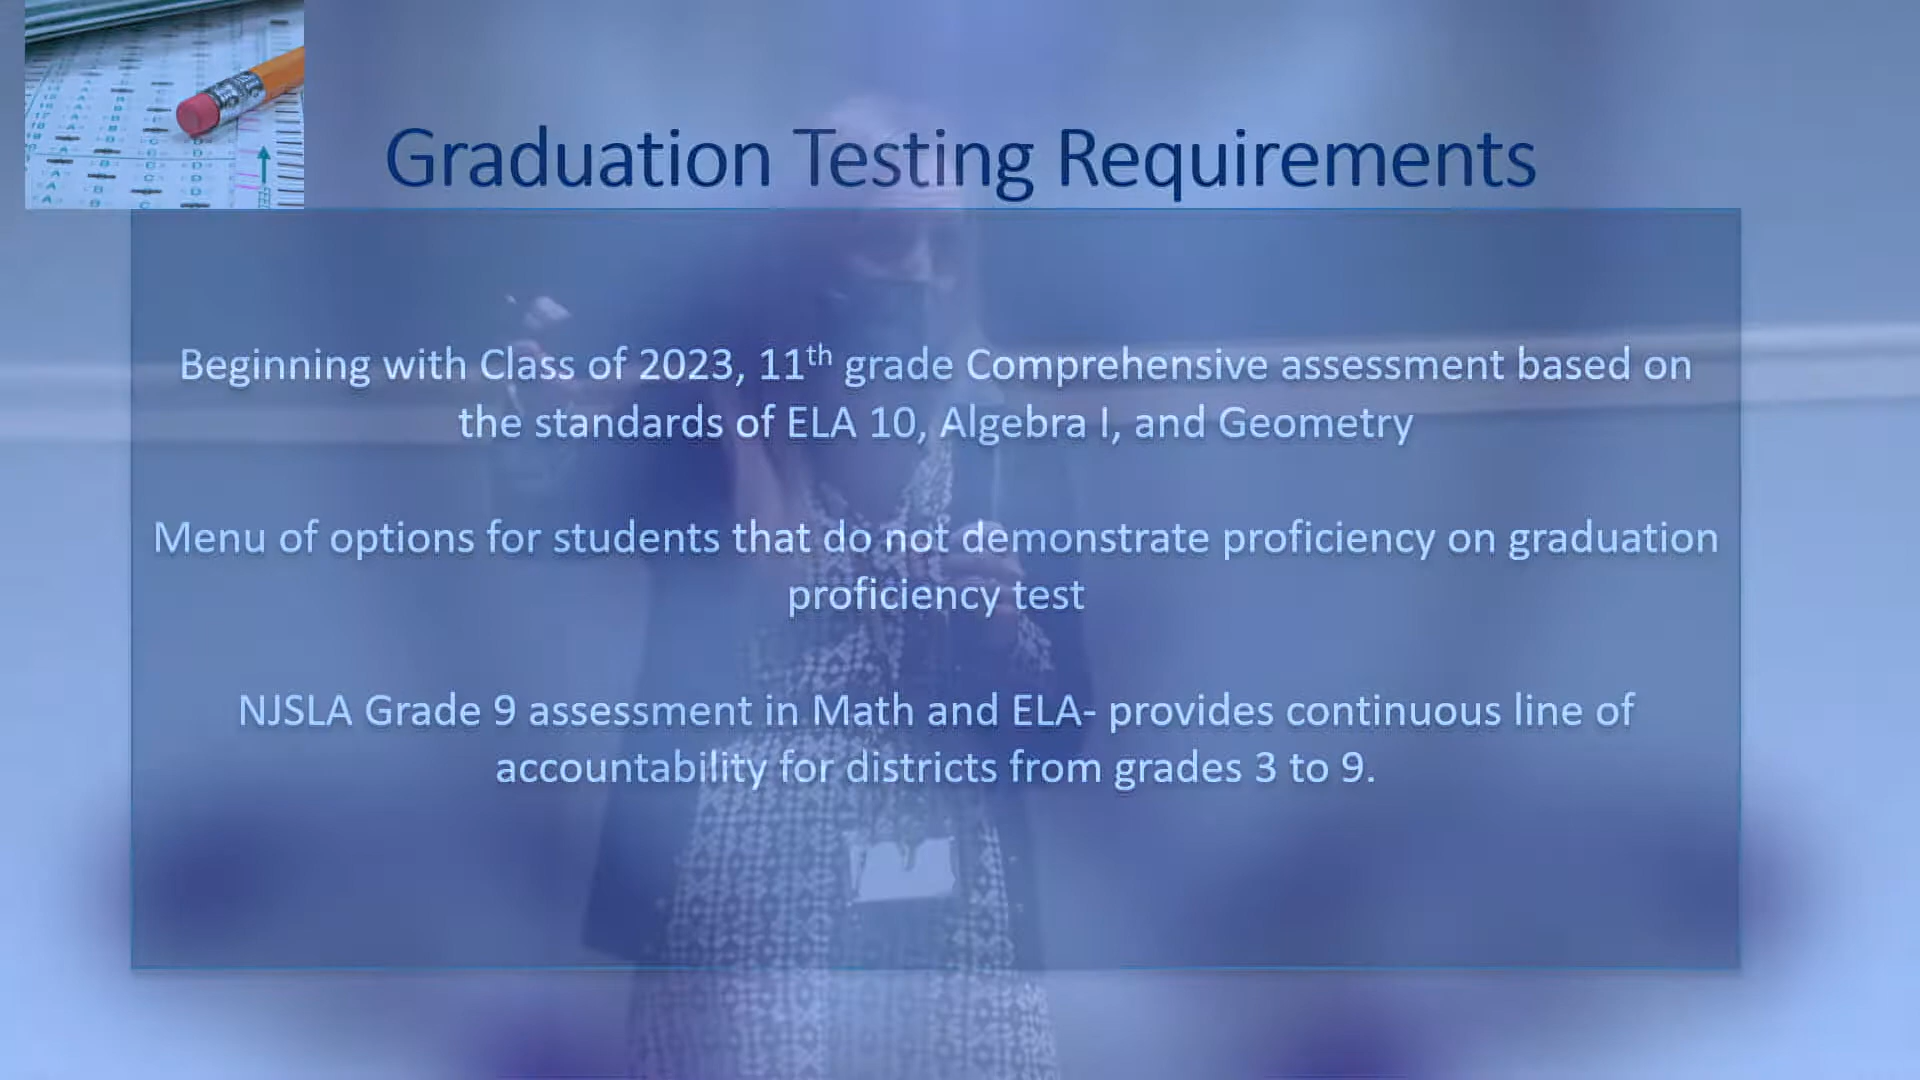 Graduation Testing Requirements
Beginning with Class of 2023, 11th grade Comprehensive assessment based on
the standards of ELA 10, Algebra I, and Geometry
Menu of options for students that do not demonstrate proficiency on graduation
proficiency test
NJSLA Grade 9 assessment in Math and ELA- provides continuous line of
accountability for districts from grades 3 to 9.